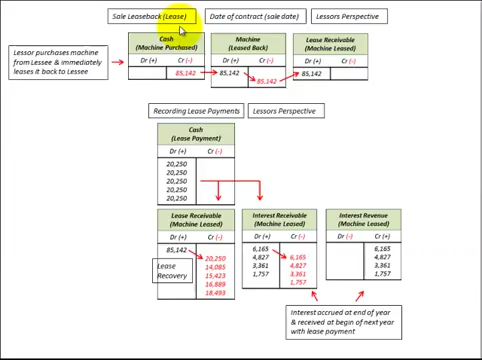 Sale Leaseback (Lease) Date of contract (sale date) Lessors Perspective
Lessor purchases machine
from Lessee & immediately
leases it back to Lessee
Cash
(Machine Purchased)
Dr (+) Cr (-)
85,142
Machine
(Leased Back)
Dr (+) Cr (-)
85,142
85,142
Lease Receivable
(Machine Leased)
Dr (+) Cr (-)
85,142
Recording Lease Payments Lessors Perspective
Cash
(Lease Payment)
Dr (+) Cr (-)
20,250
20,250
20,250
20,250
20,250
Lease Receivable
(Machine Leased)
Dr (+) Cr (-)
85,142
20,250
14,085
15,423
16,889
18,493
Lease
Recovery
Interest Receivable
(Machine Leased)
Dr (+) Cr (-)
6,165
4,827 6,165
3,361 4,827
1,757 3,361
1,757
Interest Revenue
(Machine Leased)
Dr (-) Cr (+)
6,165
4,827
3,361
1,757
Interest accrued at end of year
& received at begin of next year
with lease payment